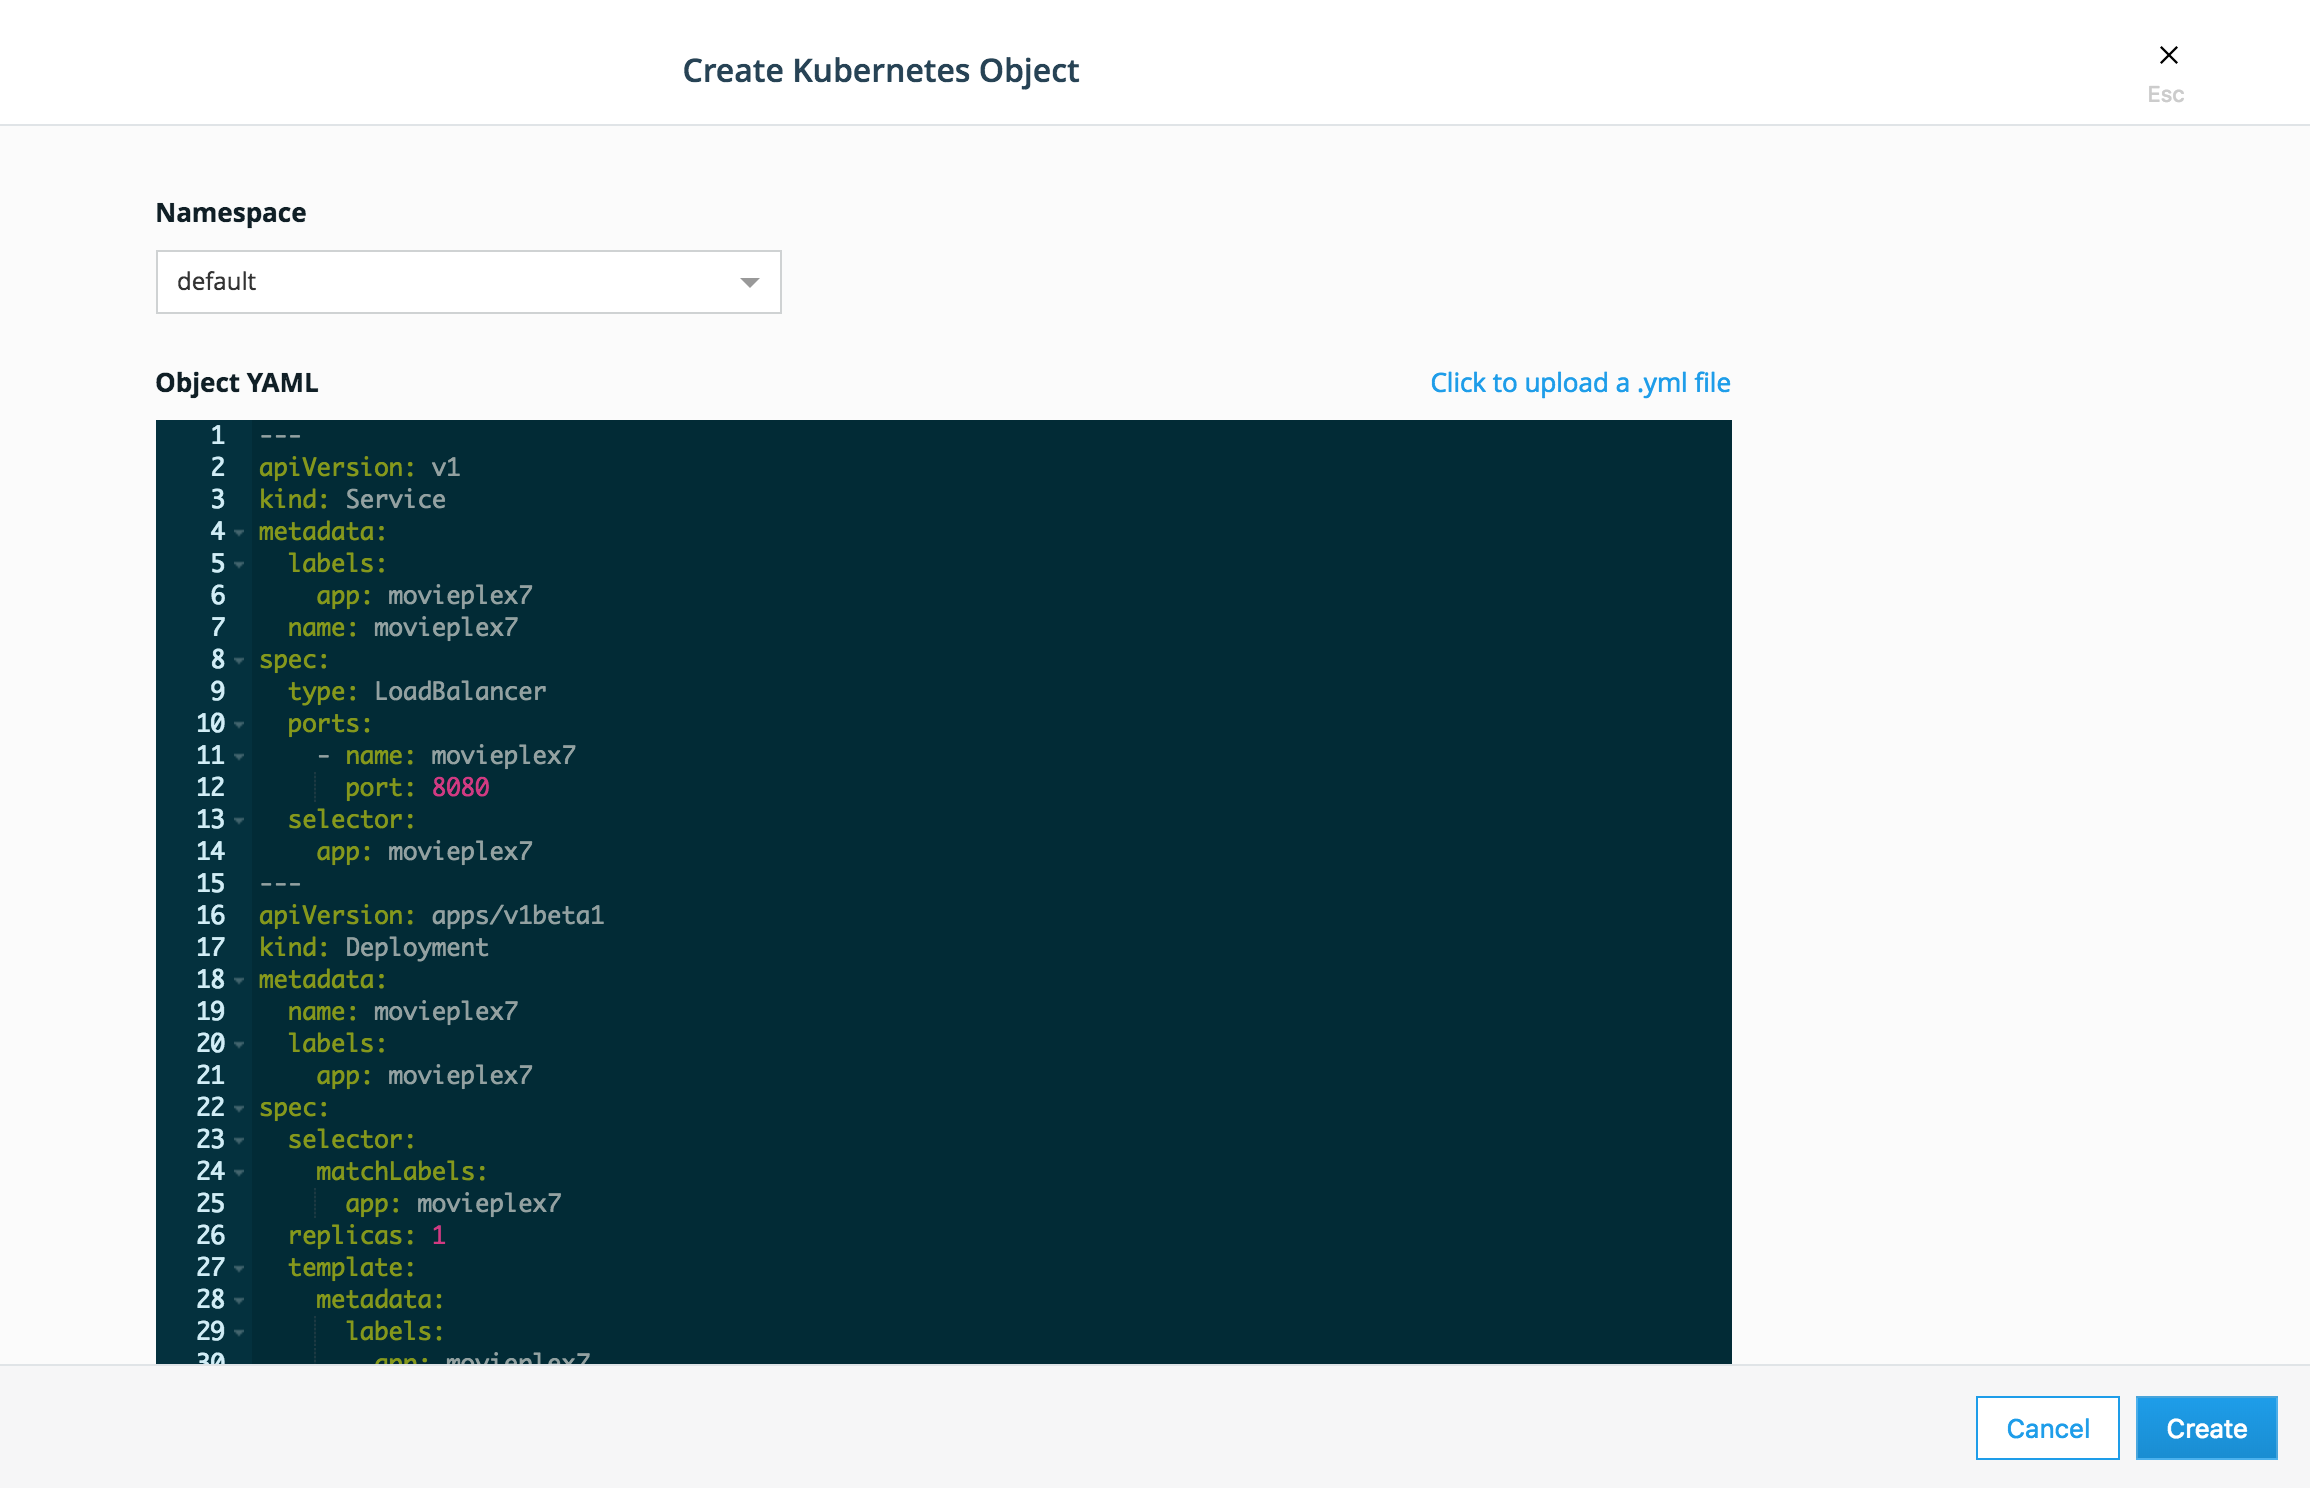 Create Kubernetes Object
Esc
Namespace
default
Object YAML
Click to upload a .yml file
1 ---
2 apiVersion: v1
3 kind: Service
4 metadata:
5   labels:
6     app: movieplex7
7   name: movieplex7
8 spec:
9   type: LoadBalancer
10   ports:
11     - name: movieplex7
12       port: 8080
13   selector:
14     app: movieplex7
15 ---
16 apiVersion: apps/v1beta1
17 kind: Deployment
18 metadata:
19   name: movieplex7
20   labels:
21     app: movieplex7
22 spec:
23   selector:
24     matchLabels:
25       app: movieplex7
26   replicas: 1
27   template:
28     metadata:
29       labels:
30         app: movieplex7
Cancel
Create